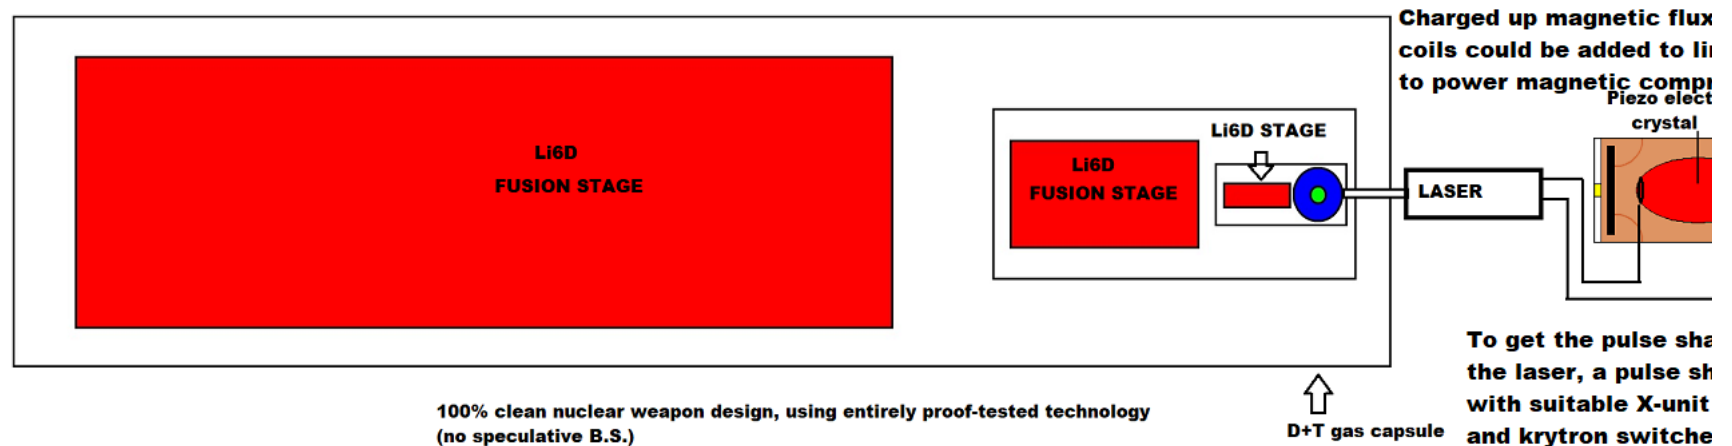 Charged up magnetic flux
coils could be added to
to power magnetic
Piezo
crystal
Li6D STAGE
Li6D
FUSION STAGE
Li6D
FUSION STAGE
LASER
To get the pulse
the laser, a pulse
with suitable X-unit
and krytron
100% clean nuclear weapon design, using entirely proof-tested technology
(no speculative B.S.)
D+T gas capsule